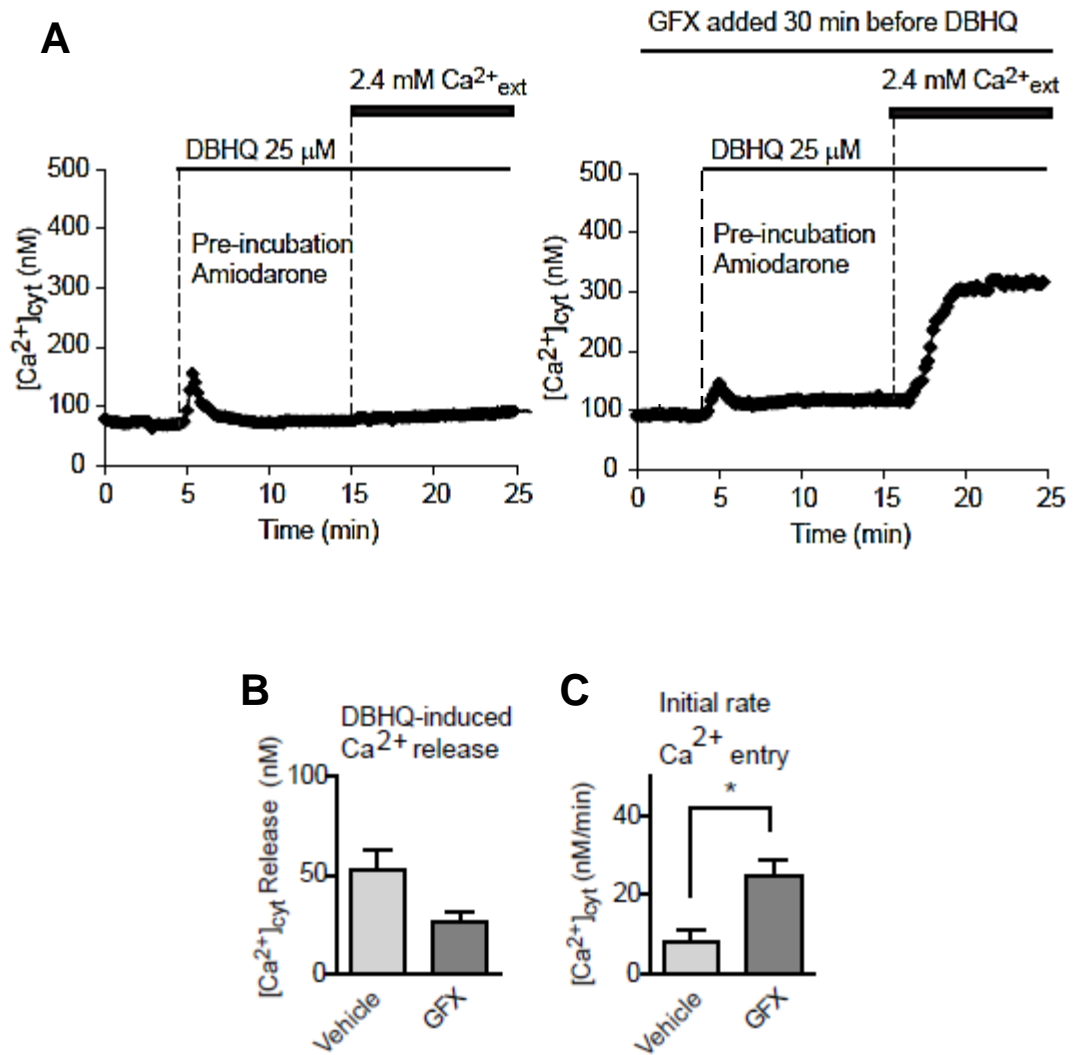 A
2.4 mM Ca2+ext
DBHQ 25 μM
Pre-incubation
Amiodarone
[Ca2+]cyt (nM)
500
400
300
200
100
0
0 5 10 15 20 25
Time (min)
GFX added 30 min before DBHQ
2.4 mM Ca2+ext
DBHQ 25 μM
Pre-incubation
Amiodarone
[Ca2+]cyt (nM)
500
400
300
200
100
0
0 5 10 15 20 25
Time (min)
B
DBHQ-induced
Ca2+ release
[Ca2+]cyt Release (nM)
100
50
0
Vehicle
GFX
C
Initial rate
Ca2+ entry
*
[Ca2+]cyt (nM/min)
40
20
0
Vehicle
GFX